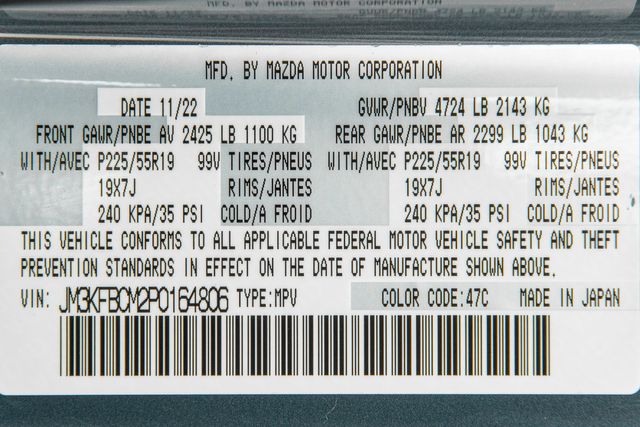 MFD. BY MAZDA MOTOR CORPORATION
DATE 11/22 GVWR/PNBV 4724 LB 2143 KG
FRONT GAWR/PNBE AV 2425 LB 1100 KG REAR GAWR/PNBE AR 2299 LB 1043 KG
WITH/AVEC P225/55R19 99V TIRES/PNEUS WITH/AVEC P225/55R19 99V TIRES/PNEUS
19X7J RIMS/JANTES 19X7J RIMS/JANTES
240 KPA/35 PSI COLD/A FROID 240 KPA/35 PSI COLD/A FROID
THIS VEHICLE CONFORMS TO ALL APPLICABLE FEDERAL MOTOR VEHICLE SAFETY AND THEFT
PREVENTION STANDARDS IN EFFECT ON THE DATE OF MANUFACTURE SHOWN ABOVE.
VIN: JM3KFBCM2P0164806 TYPE:MPV COLOR CODE:47C MADE IN JAPAN